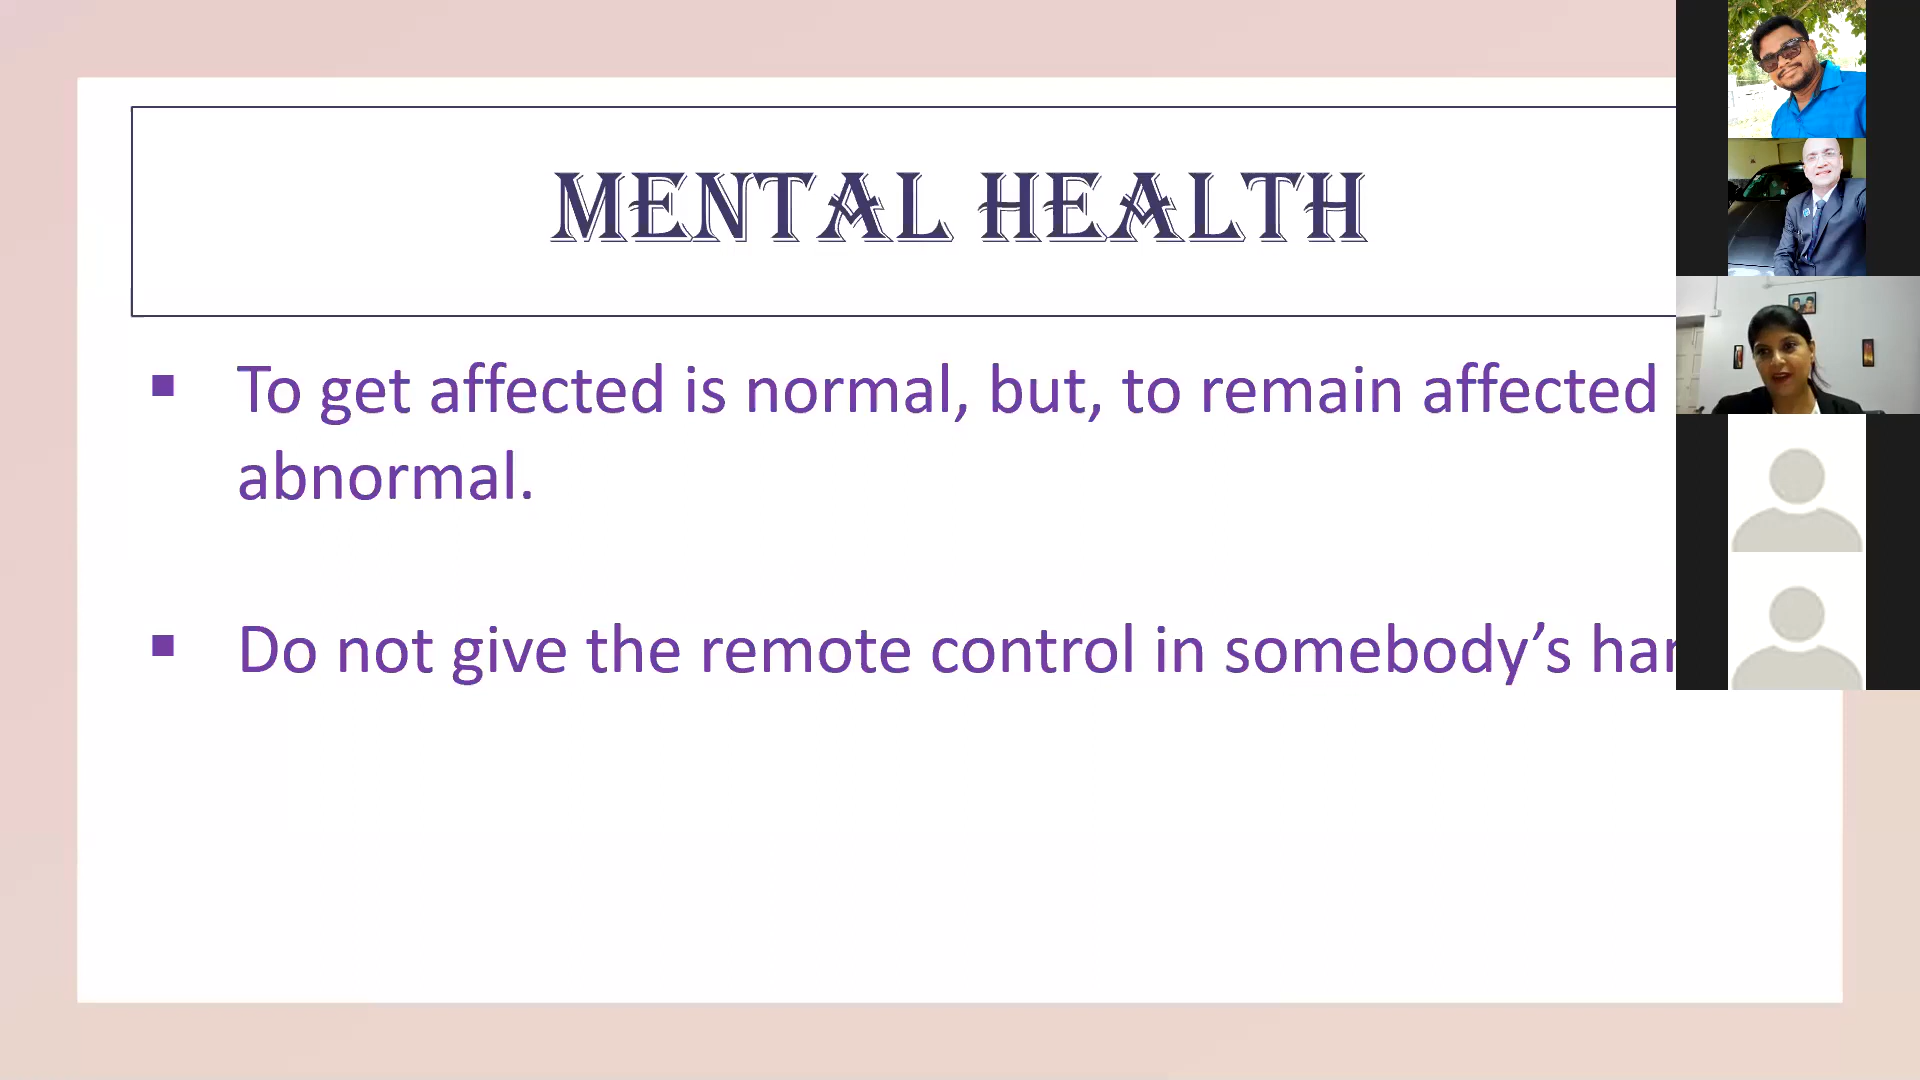 MENTAL HEALTH
▪ To get affected is normal, but, to remain affected
abnormal.
▪ Do not give the remote control in somebody’s